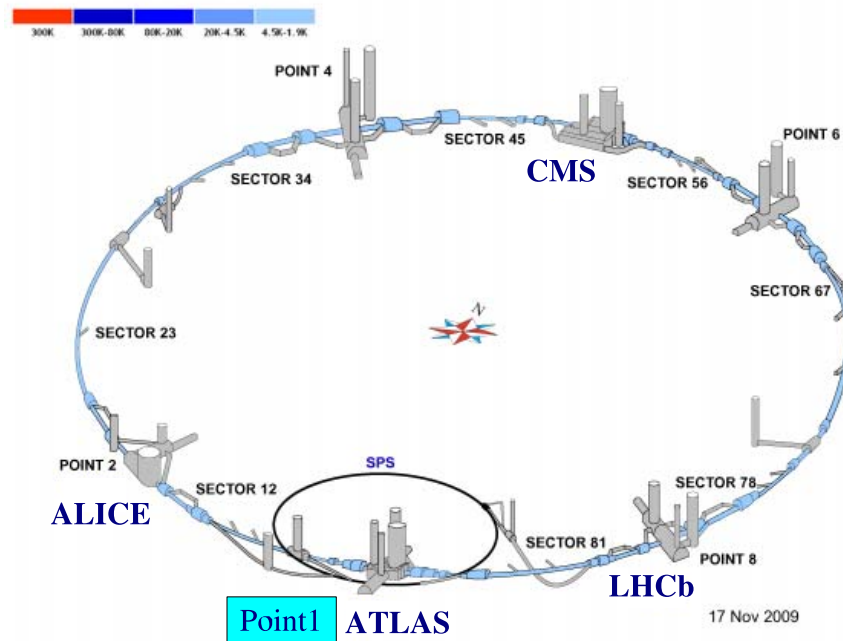 300K 300K-80K 80K-20K 20K-4.5K 4.5K-1.9K
POINT 4
SECTOR 45
POINT 6
CMS
SECTOR 34
SECTOR 56
SECTOR 67
N
SECTOR 23
POINT 2
SPS
SECTOR 78
SECTOR 12
ALICE
SECTOR 81
POINT 8
LHCb
Point1 ATLAS
17 Nov 2009